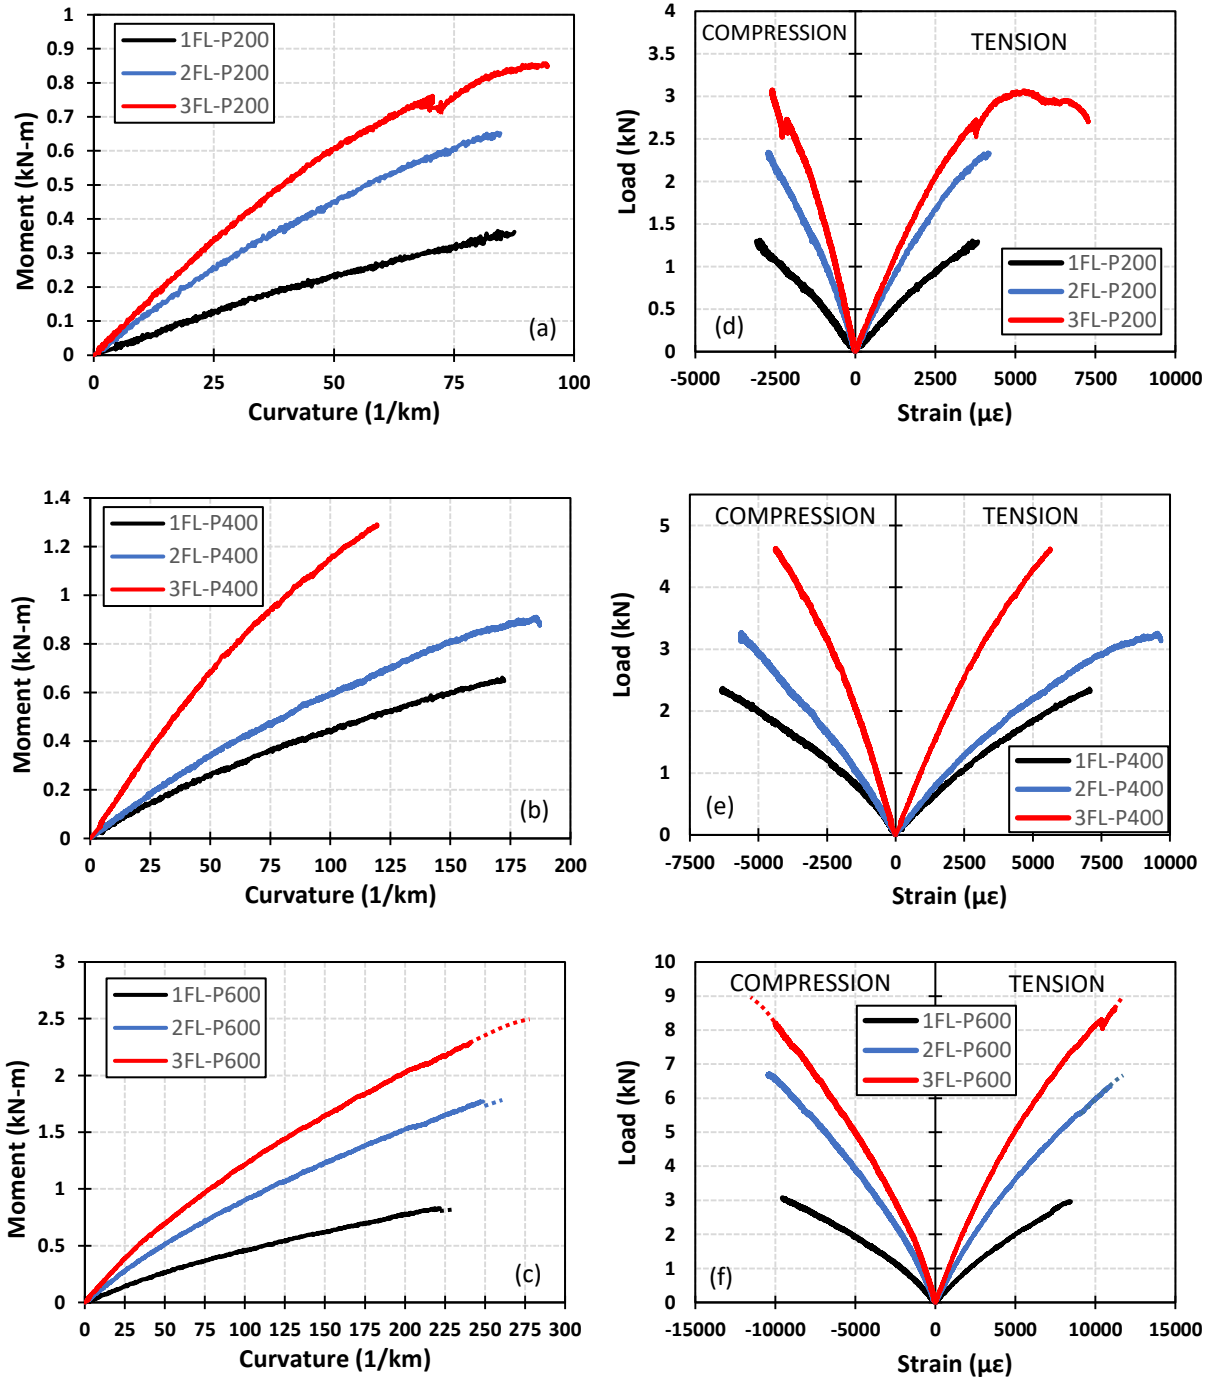 1
0.9
0.8
0.7
0.6
0.5
0.4
0.3
0.2
0.1
0
Moment (kN-m)
1FL-P200
2FL-P200
3FL-P200
(a)
0 25 50 75 100
Curvature (1/km)
4
3.5
3
2.5
2
1.5
1
0.5
0
Load (kN)
COMPRESSION
TENSION
1FL-P200
2FL-P200
3FL-P200
(d)
-5000 -2500 0 2500 5000 7500 10000
Strain (με)
1.4
1.2
1
0.8
0.6
0.4
0.2
0
Moment (kN-m)
1FL-P400
2FL-P400
3FL-P400
(b)
0 25 50 75 100 125 150 175 200
Curvature (1/km)
5
4
3
2
1
0
Load (kN)
COMPRESSION
TENSION
1FL-P400
2FL-P400
3FL-P400
(e)
-7500 -5000 -2500 0 2500 5000 7500 10000
Strain (με)
3
2.5
2
1.5
1
0.5
0
Moment (kN-m)
1FL-P600
2FL-P600
3FL-P600
(c)
0 25 50 75 100 125 150 175 200 225 250 275 300
Curvature (1/km)
10
9
8
7
6
5
4
3
2
1
0
Load (kN)
COMPRESSION
TENSION
1FL-P600
2FL-P600
3FL-P600
(f)
-15000 -10000 -5000 0 5000 10000 15000
Strain (με)